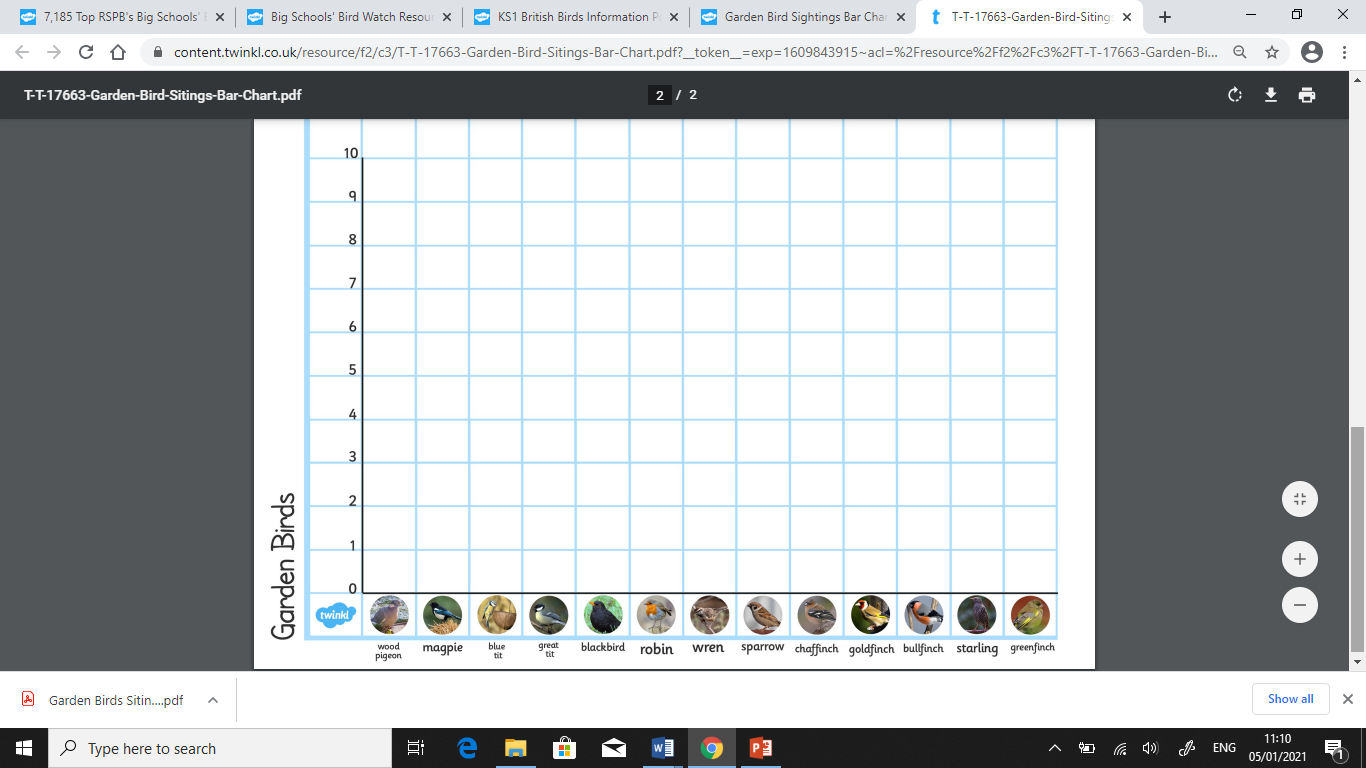 7,185 Top RSPB's Big Schools' B
Big Schools' Bird Watch Resour
KS1 British Birds Information Po
Garden Bird Sightings Bar Char
T-T-17663-Garden-Bird-Sitings-
content.twinkl.co.uk/resource/f2/c3/T-T-17663-Garden-Bird-Sitings-Bar-Chart.pdf?__token__=exp=1609843915~acl=%2Fresource%2Ff2%2Fc3%2FT-T-17663-Garden-Bi...
T-T-17663-Garden-Bird-Sitings-Bar-Chart.pdf
2 / 2
10
9
8
7
6
5
4
3
2
1
0
Garden Birds
twinkl
wood
pigeon
magpie
blue
tit
great
tit
blackbird
robin
wren
sparrow
chaffinch
goldfinch
bullfinch
starling
greenfinch
Garden Birds Sitin....pdf
Show all
Type here to search
ENG
11:10
05/01/2021
1